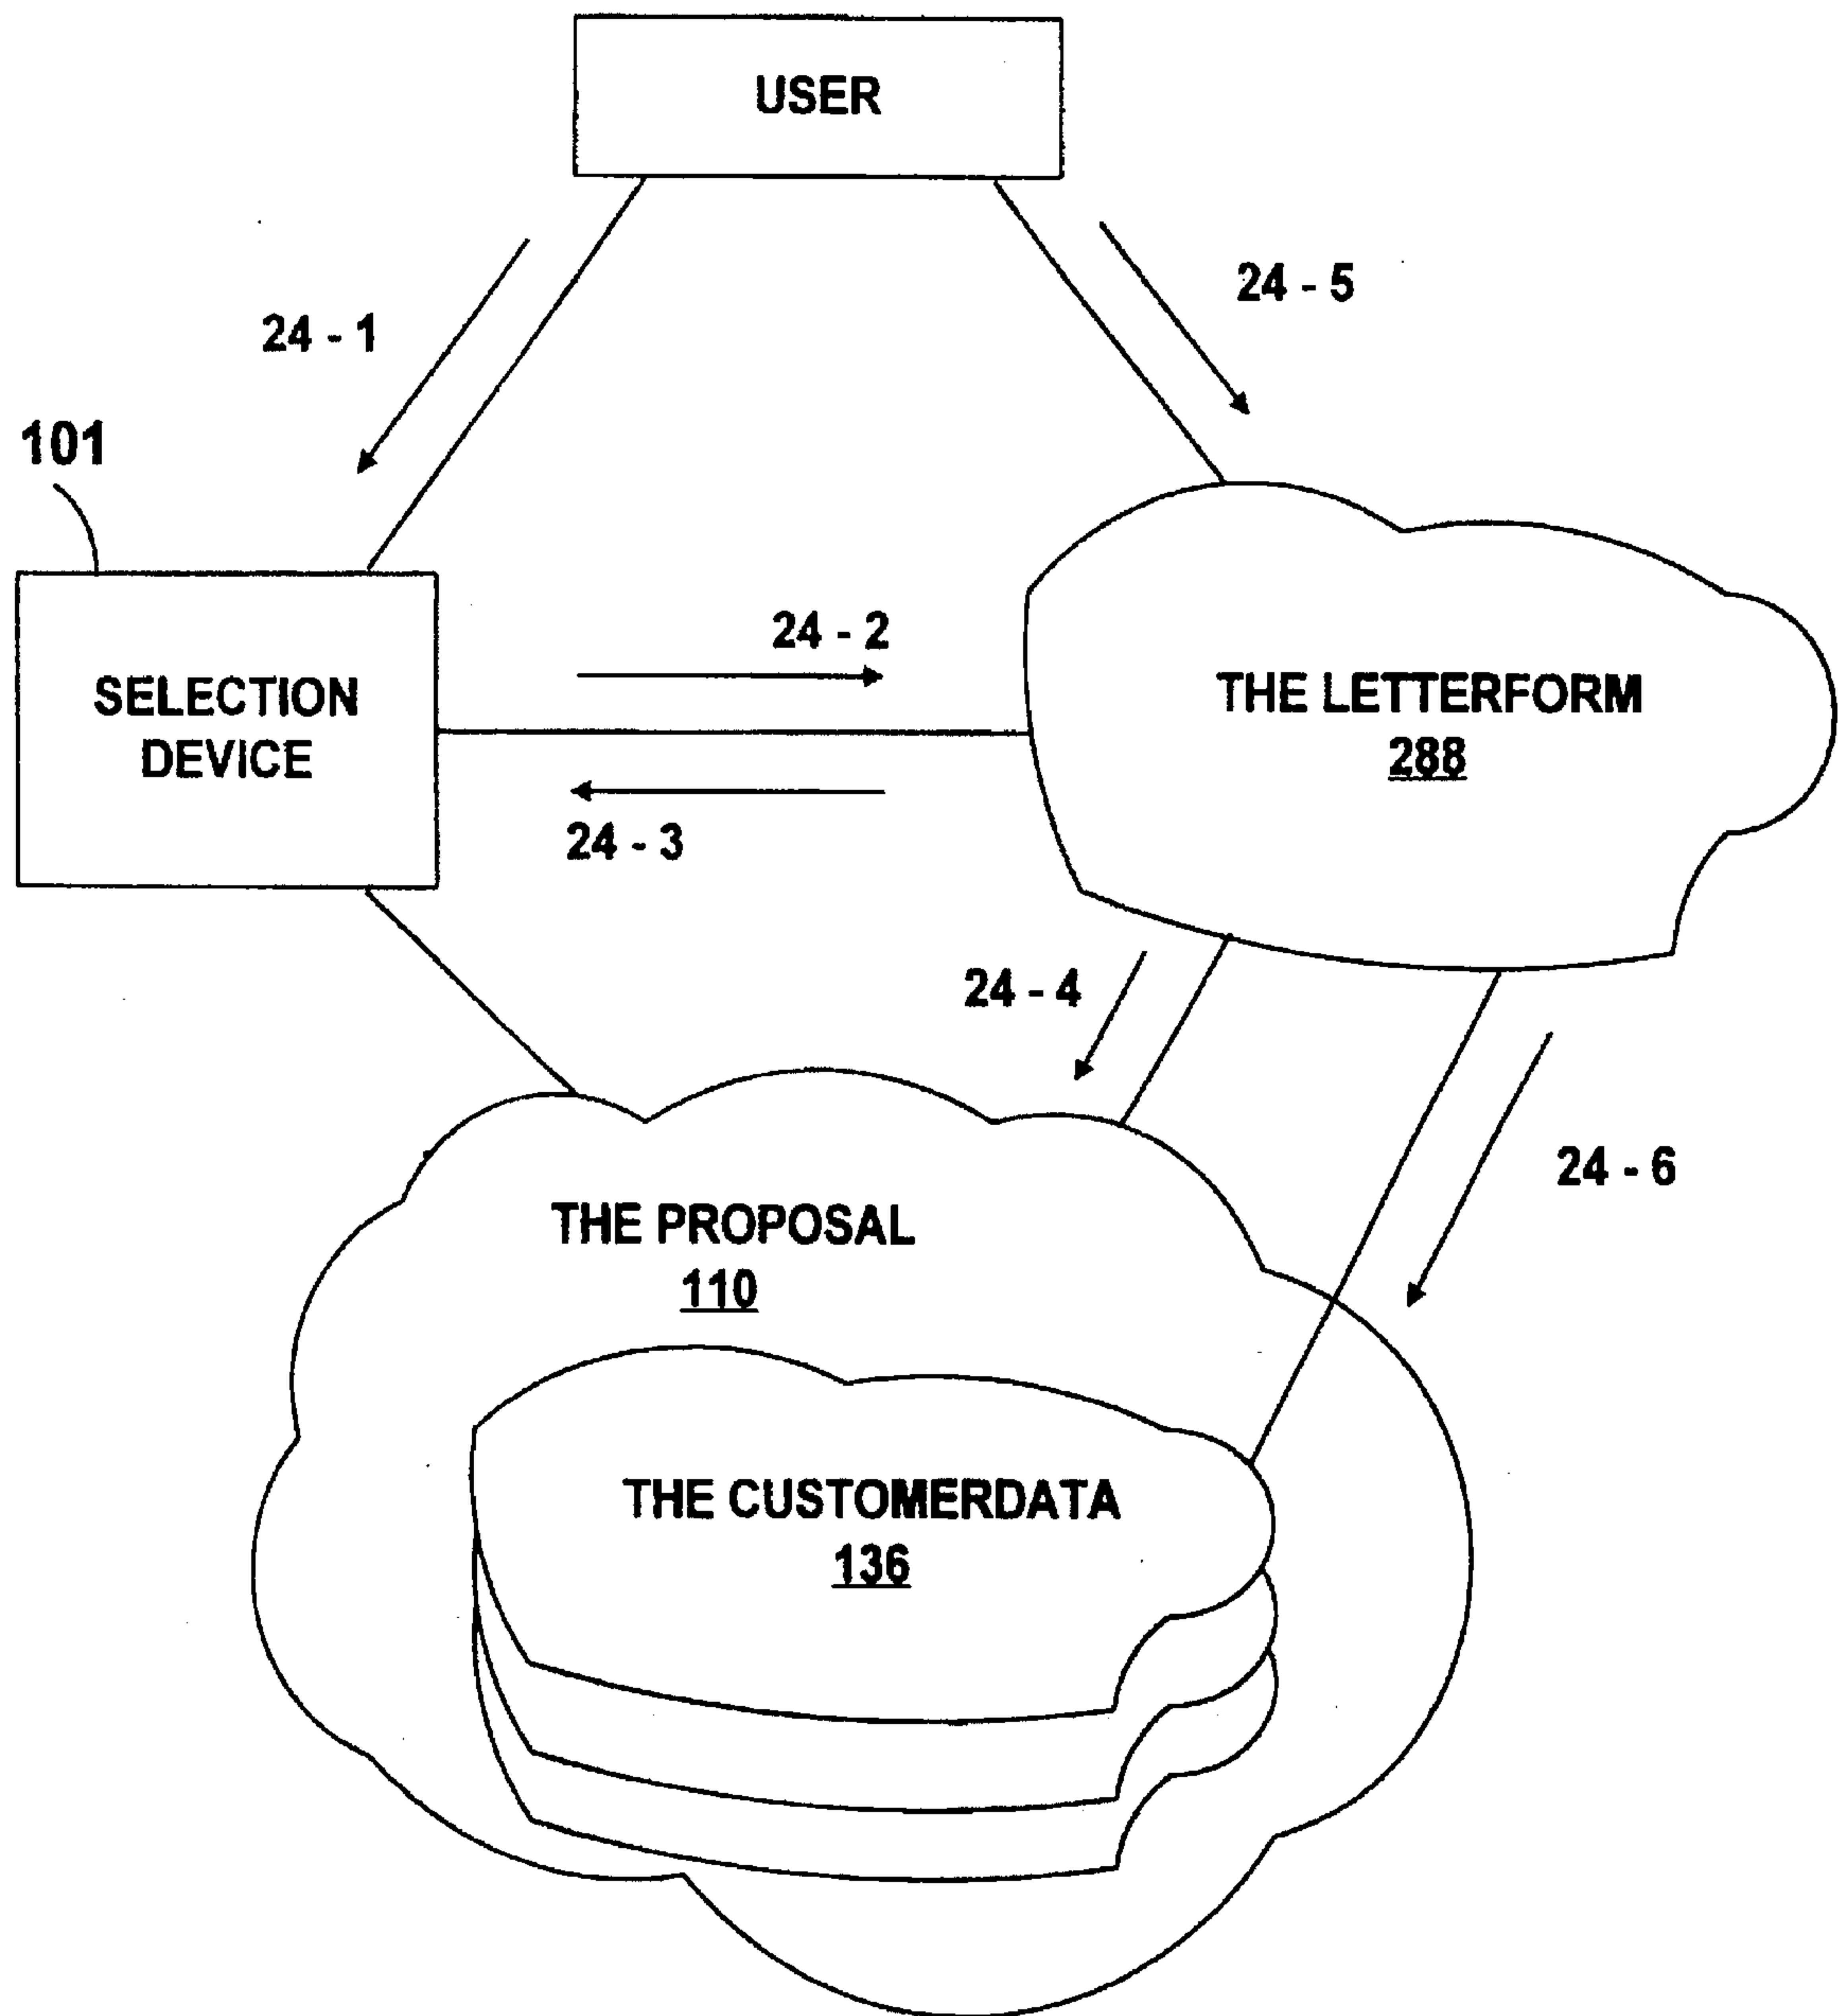 USER
24 - 1
24 - 5
101
24 - 2
SELECTION
DEVICE
THE LETTERFORM
288
24 - 3
24 - 4
24 - 6
THE PROPOSAL
110
THE CUSTOMERDATA
136